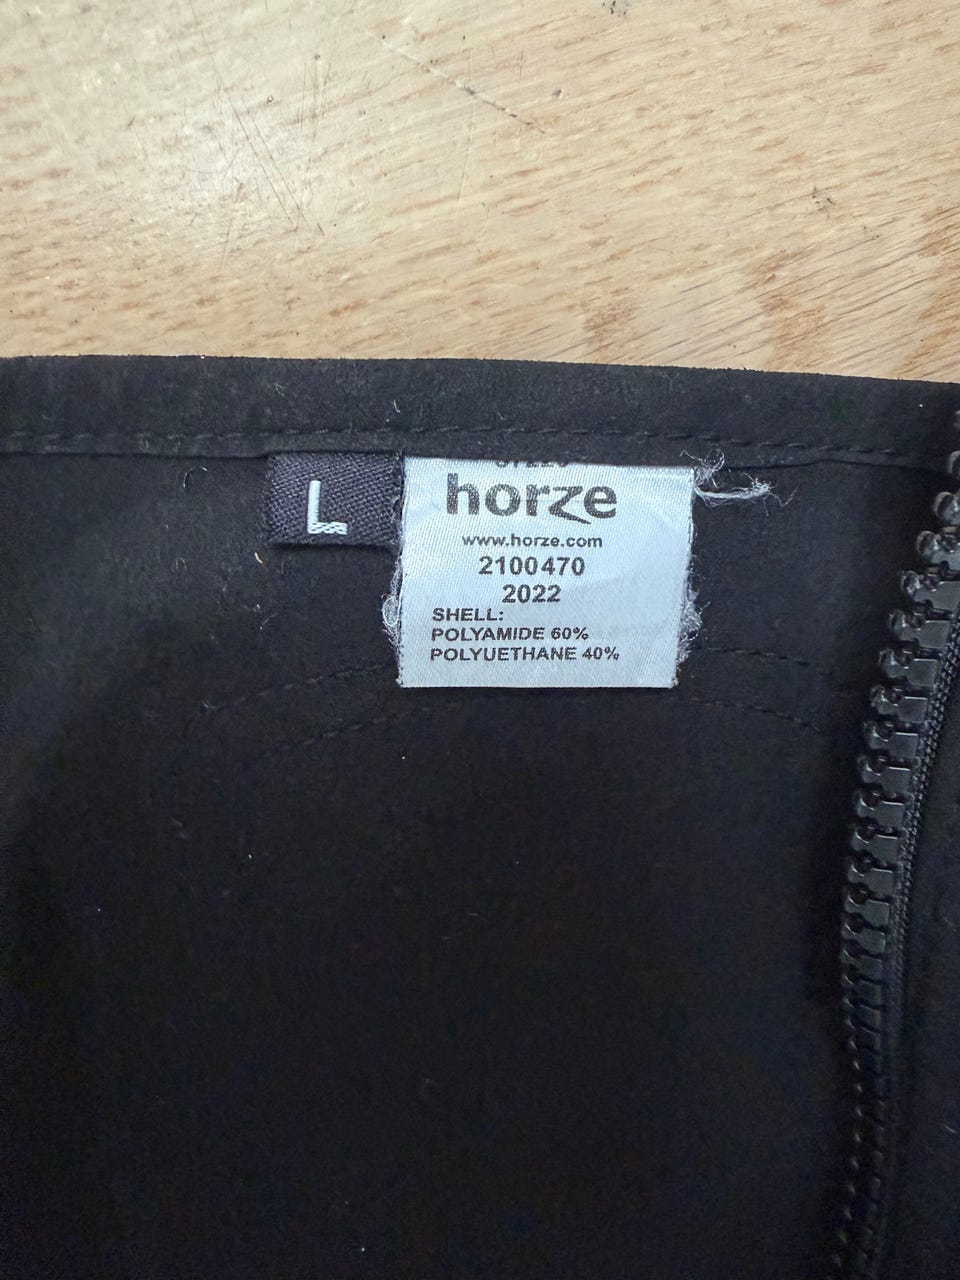 L
horze
www.horze.com
2100470
2022
SHELL:
POLYAMIDE 60%
POLYUETHANE 40%